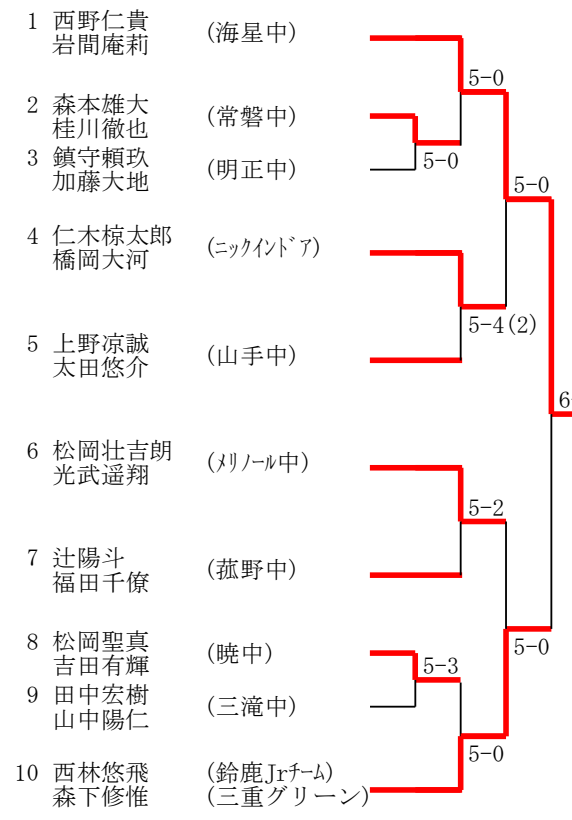 1 西野仁貴 (海星中)
岩間庵莉
5-0
2 森本雄大 (常磐中)
桂川徹也
5-0
3 鎮守頼玖 (明正中)
加藤大地
5-0
4 仁木椋太郎 (ニックインドア)
橋岡大河
5-4(2)
5 上野凉誠 (山手中)
太田悠介
6
6 松岡壮吉朗 (メリノール中)
光武遥翔
5-2
7 辻陽斗 (菰野中)
福田千僚
5-0
8 松岡聖真 (暁中)
吉田有輝
5-3
9 田中宏樹 (三滝中)
山中陽仁
5-0
10 西林悠飛 (鈴鹿Jrチーム)
森下修惟 (三重グリーン)